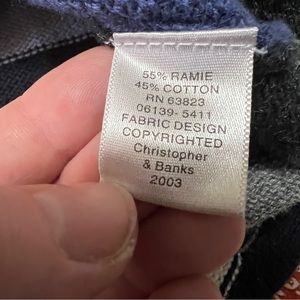 55% RAMIE
45% COTTON
RN 63823
06139- 5411
FABRIC DESIGN
COPYRIGHTED
Christopher
& Banks
2003